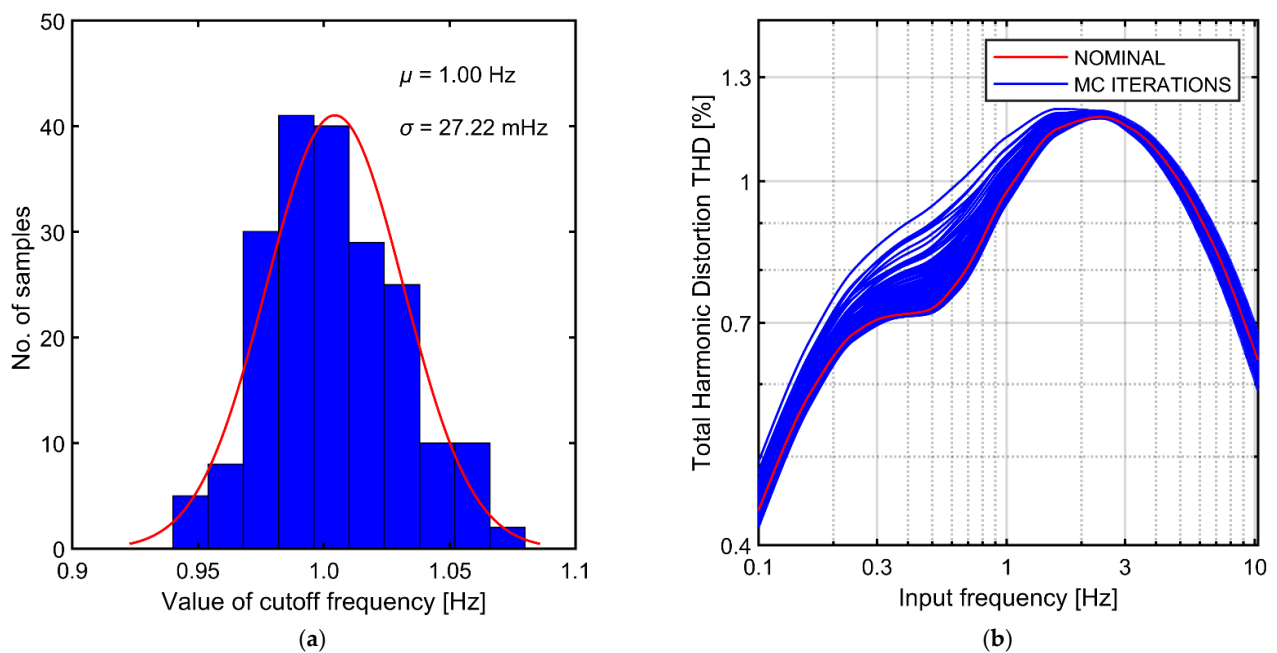 50
40
30
20
10
0
No. of samples
μ = 1.00 Hz
σ = 27.22 mHz
0.9 0.95 1.0 1.05 1.1
Value of cutoff frequency [Hz]
(a)
1.3
1
0.7
0.4
Total Harmonic Distortion THD [%]
NOMINAL
MC ITERATIONS
0.1 0.3 1 3 10
Input frequency [Hz]
(b)